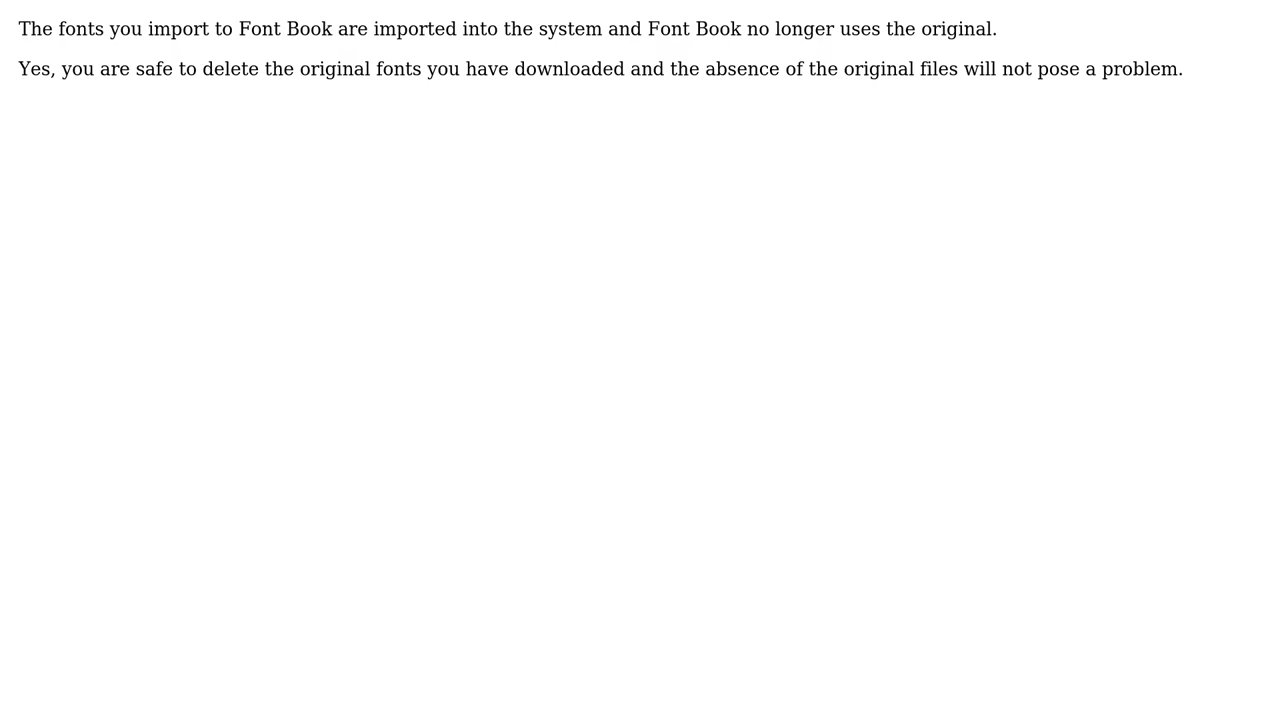 The fonts you import to Font Book are imported into the system and Font Book no longer uses the original.
Yes, you are safe to delete the original fonts you have downloaded and the absence of the original files will not pose a problem.